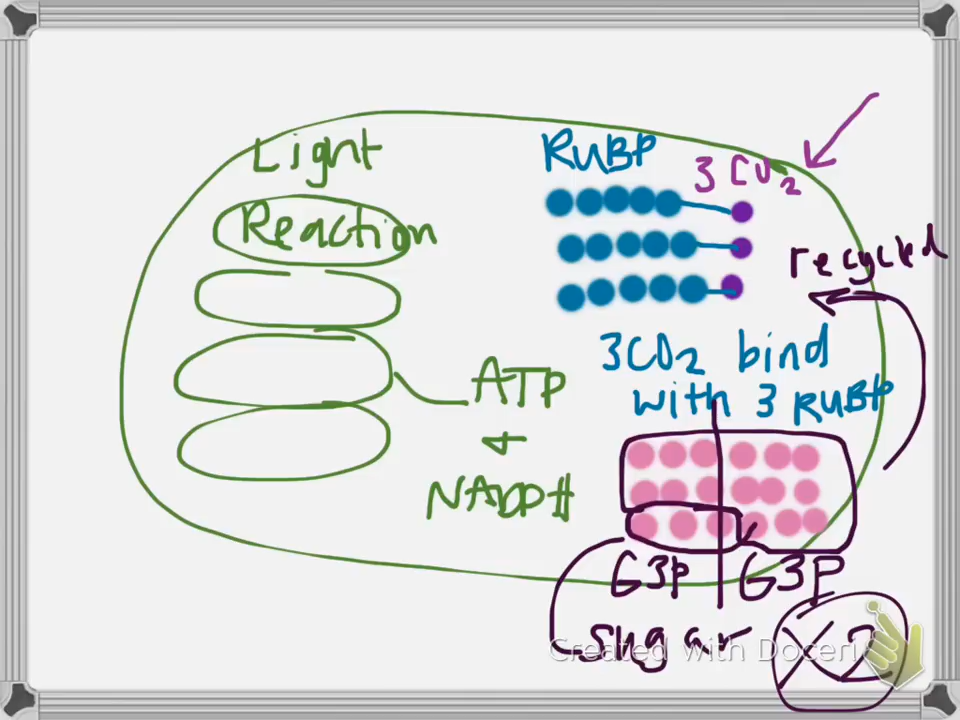 Light
Reaction
RuBP
3 CO2
recycled
3CO2 bind
with 3 RUBP
ATP
+
NADPH
G3P G3P
sugar
X2
Created with Doceri